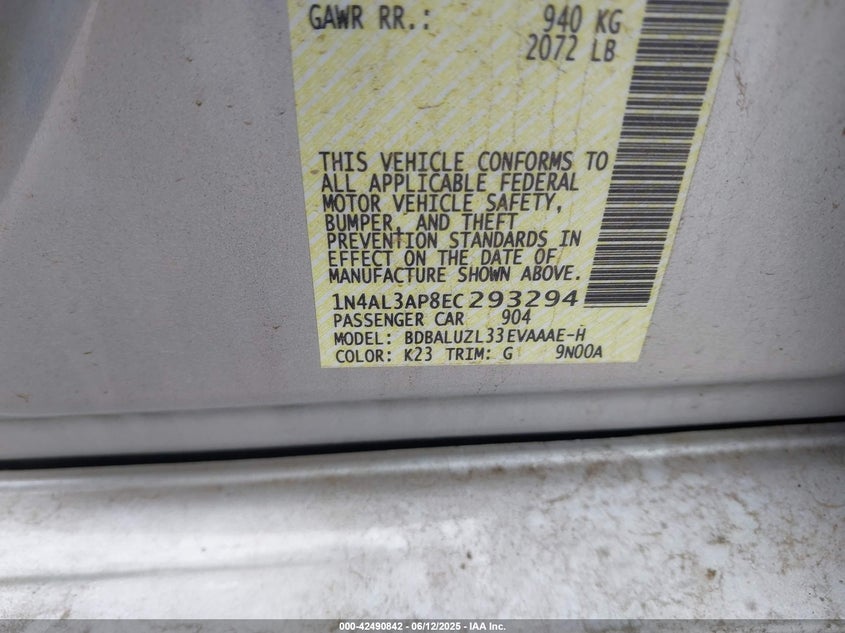 GAWR RR.: 940 KG
2072 LB
THIS VEHICLE CONFORMS TO
ALL APPLICABLE FEDERAL
MOTOR VEHICLE SAFETY,
BUMPER, AND THEFT
PREVENTION STANDARDS IN
EFFECT ON THE DATE OF
MANUFACTURE SHOWN ABOVE.
1N4AL3AP8EC293294
PASSENGER CAR 904
MODEL: BDBALUZL33EVAAAE-H
COLOR: K23 TRIM: G 9N00A
000-42490842 - 06/12/2025 - IAA Inc.